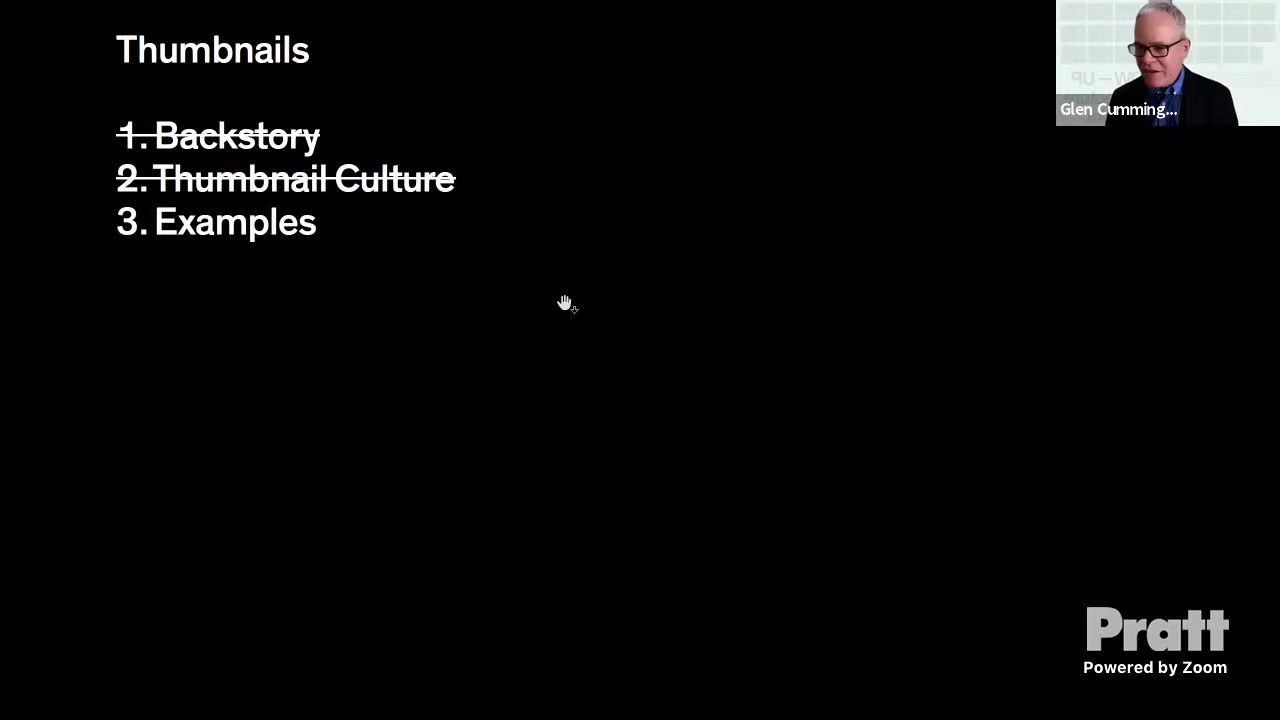 Thumbnails
1. Backstory
2. Thumbnail Culture
3. Examples
Glen Cumming...
Pratt
Powered by Zoom